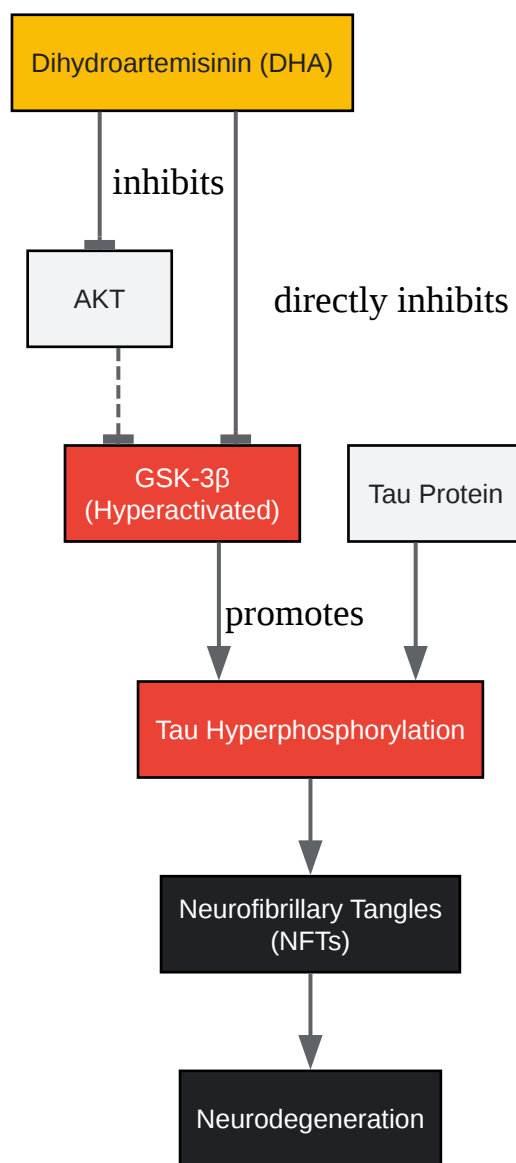 Dihydroartemisinin (DHA)
inhibits
AKT
directly inhibits
GSK-3β
(Hyperactivated)
Tau Protein
promotes
Tau Hyperphosphorylation
Neurofibrillary Tangles
(NFTs)
Neurodegeneration